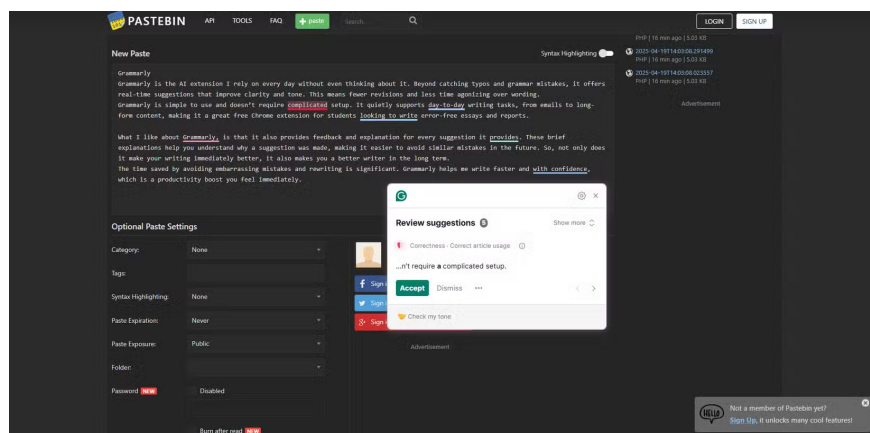 PASTEBIN API TOOLS FAQ + paste Search... LOGIN SIGN UP
PHP | 16 min ago | 5.03 KB
New Paste Syntax Highlighting
2025-04-19T14:03:06.291499
PHP | 16 min ago | 5.03 KB
2025-04-19T14:03:06.023557
PHP | 16 min ago | 5.03 KB
Advertisement
Grammarly
Grammarly is the AI extension I rely on every day without even thinking about it. Beyond catching typos and grammar mistakes, it offers
real-time suggestions that improve clarity and tone. This means fewer revisions and less time agonizing over wording.
Grammarly is simple to use and doesn't require complicated setup. It quietly supports day-to-day writing tasks, from emails to long-
form content, making it a great free Chrome extension for students looking to write error-free essays and reports.
What I like about Grammarly, is that it also provides feedback and explanation for every suggestion it provides. These brief
explanations help you understand why a suggestion was made, making it easier to avoid similar mistakes in the future. So, not only does
it make your writing immediately better, it also makes you a better writer in the long term.
The time saved by avoiding embarrassing mistakes and rewriting is significant. Grammarly helps me write faster and with confidence,
which is a productivity boost you feel immediately.
Review suggestions 5 Show more
Correctness · Correct article usage
...n't require a complicated setup.
Accept Dismiss
Check my tone
Optional Paste Settings
Category: None
Tags:
Syntax Highlighting: None
Paste Expiration: Never
Paste Exposure: Public
Folder:
Password NEW Disabled
Burn after read NEW
Sign i
Sign i
Sign i
Advertisement
HELLO
Not a member of Pastebin yet?
Sign Up, it unlocks many cool features!